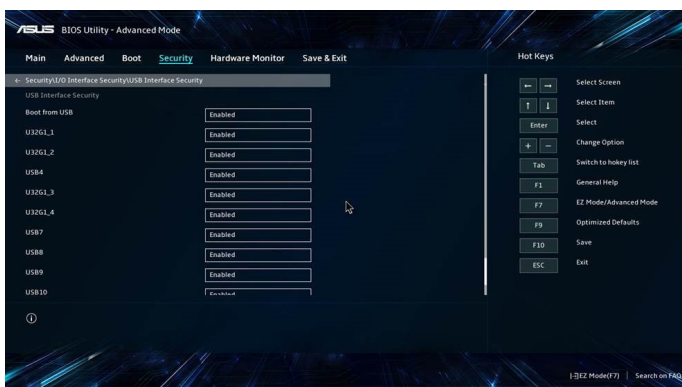 ASUS BIOS Utility - Advanced Mode
Main Advanced Boot Security Hardware Monitor Save & Exit
Hot Keys
← Security\I/O Interface Security\USB Interface Security
USB Interface Security
Boot from USB Enabled
U32G1_1 Enabled
U32G1_2 Enabled
USB4 Enabled
U32G1_3 Enabled
U32G1_4 Enabled
USB7 Enabled
USB8 Enabled
USB9 Enabled
USB10 Enabled
← → Select Screen
↑ ↓ Select Item
Enter Select
+ − Change Option
Tab Switch to hokey list
F1 General Help
F7 EZ Mode/Advanced Mode
F9 Optimized Defaults
F10 Save
ESC Exit
EZ Mode(F7) | Search on FAQ